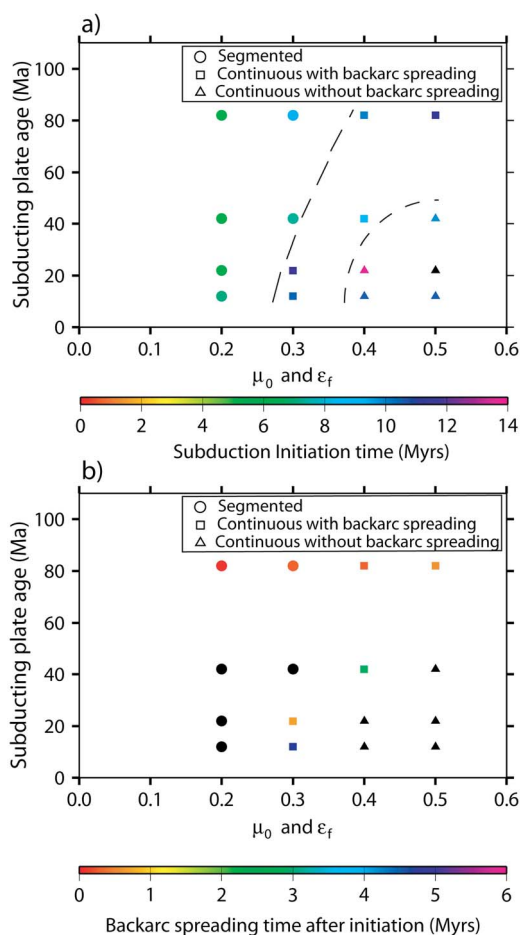 a)
Segmented
Continuous with backarc spreading
Continuous without backarc spreading
100
80
60
40
20
0
Subducting plate age (Ma)
0.0 0.1 0.2 0.3 0.4 0.5 0.6
μ₀ and ε_f
0 2 4 6 8 10 12 14
Subduction Initiation time (Myrs)
b)
Segmented
Continuous with backarc spreading
Continuous without backarc spreading
100
80
60
40
20
0
Subducting plate age (Ma)
0.0 0.1 0.2 0.3 0.4 0.5 0.6
μ₀ and ε_f
0 1 2 3 4 5 6
Backarc spreading time after initiation (Myrs)